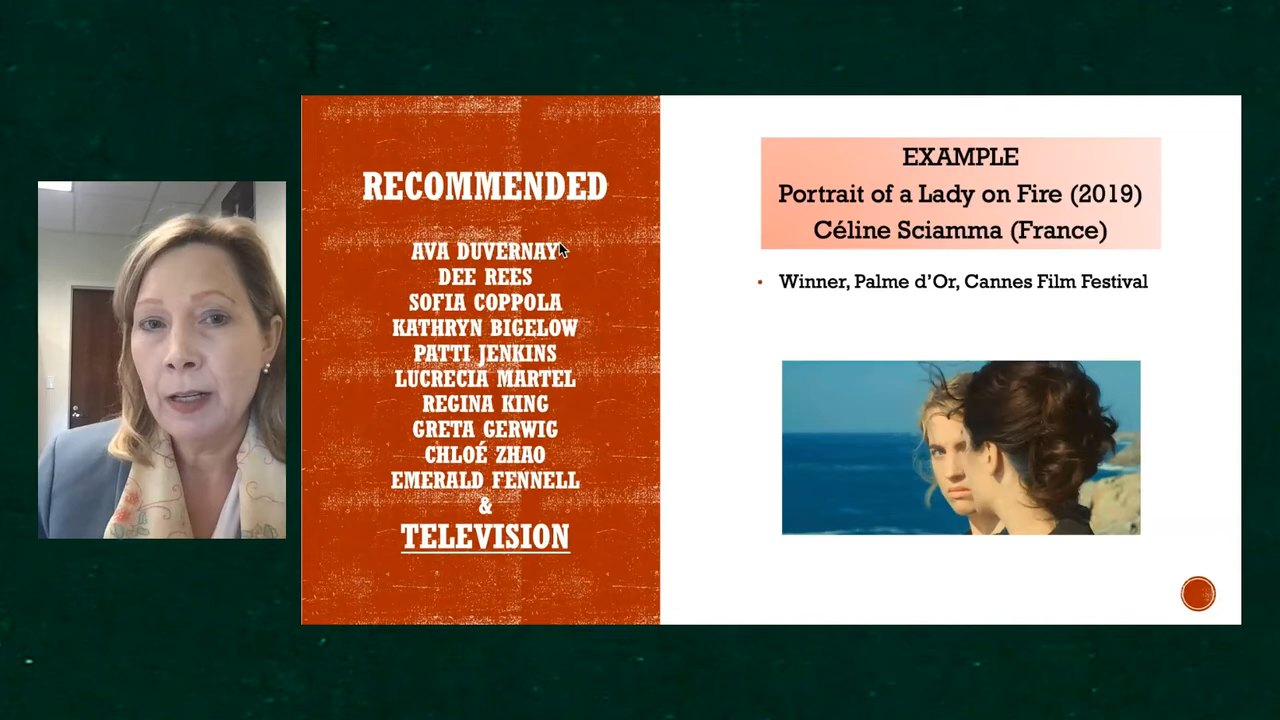 RECOMMENDED
AVA DUVERNAY
DEE REES
SOFIA COPPOLA
KATHRYN BIGELOW
PATTI JENKINS
LUCRECIA MARTEL
REGINA KING
GRETA GERWIG
CHLOÉ ZHAO
EMERALD FENNELL
&
TELEVISION
EXAMPLE
Portrait of a Lady on Fire (2019)
Céline Sciamma (France)
• Winner, Palme d’Or, Cannes Film Festival